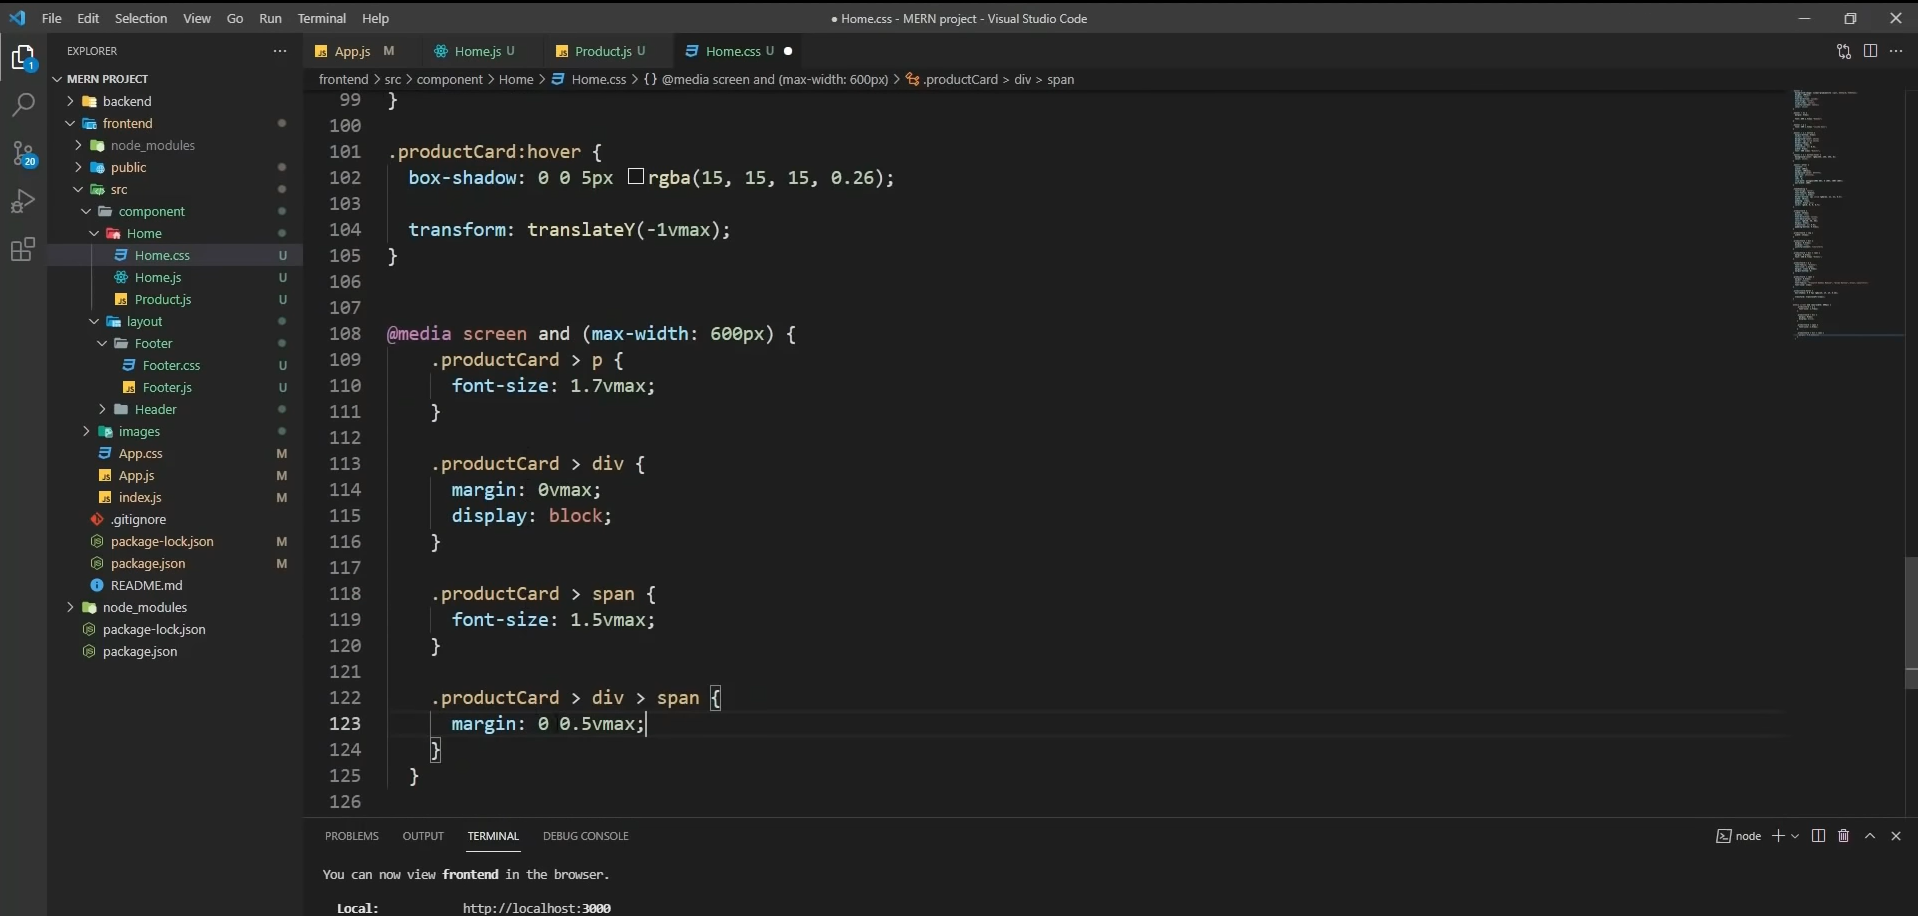 File Edit Selection View Go Run Terminal Help
● Home.css - MERN project - Visual Studio Code
EXPLORER
App.js M
Home.js U
Product.js U
Home.css U
MERN PROJECT
frontend > src > component > Home > Home.css > {} @media screen and (max-width: 600px) > .productCard > div > span
backend
frontend
node_modules
public
src
component
Home
Home.css U
Home.js U
Product.js U
layout
Footer
Footer.css U
Footer.js U
Header
images
App.css M
App.js M
index.js M
.gitignore
package-lock.json M
package.json M
README.md
node_modules
package-lock.json
package.json
1
20
99 }
100
101 .productCard:hover {
102 box-shadow: 0 0 5px rgba(15, 15, 15, 0.26);
103
104 transform: translateY(-1vmax);
105 }
106
107
108 @media screen and (max-width: 600px) {
109 .productCard > p {
110 font-size: 1.7vmax;
111 }
112
113 .productCard > div {
114 margin: 0vmax;
115 display: block;
116 }
117
118 .productCard > span {
119 font-size: 1.5vmax;
120 }
121
122 .productCard > div > span {
123 margin: 0 0.5vmax;
124 }
125 }
126
PROBLEMS OUTPUT TERMINAL DEBUG CONSOLE
node
You can now view frontend in the browser.
Local: http://localhost:3000